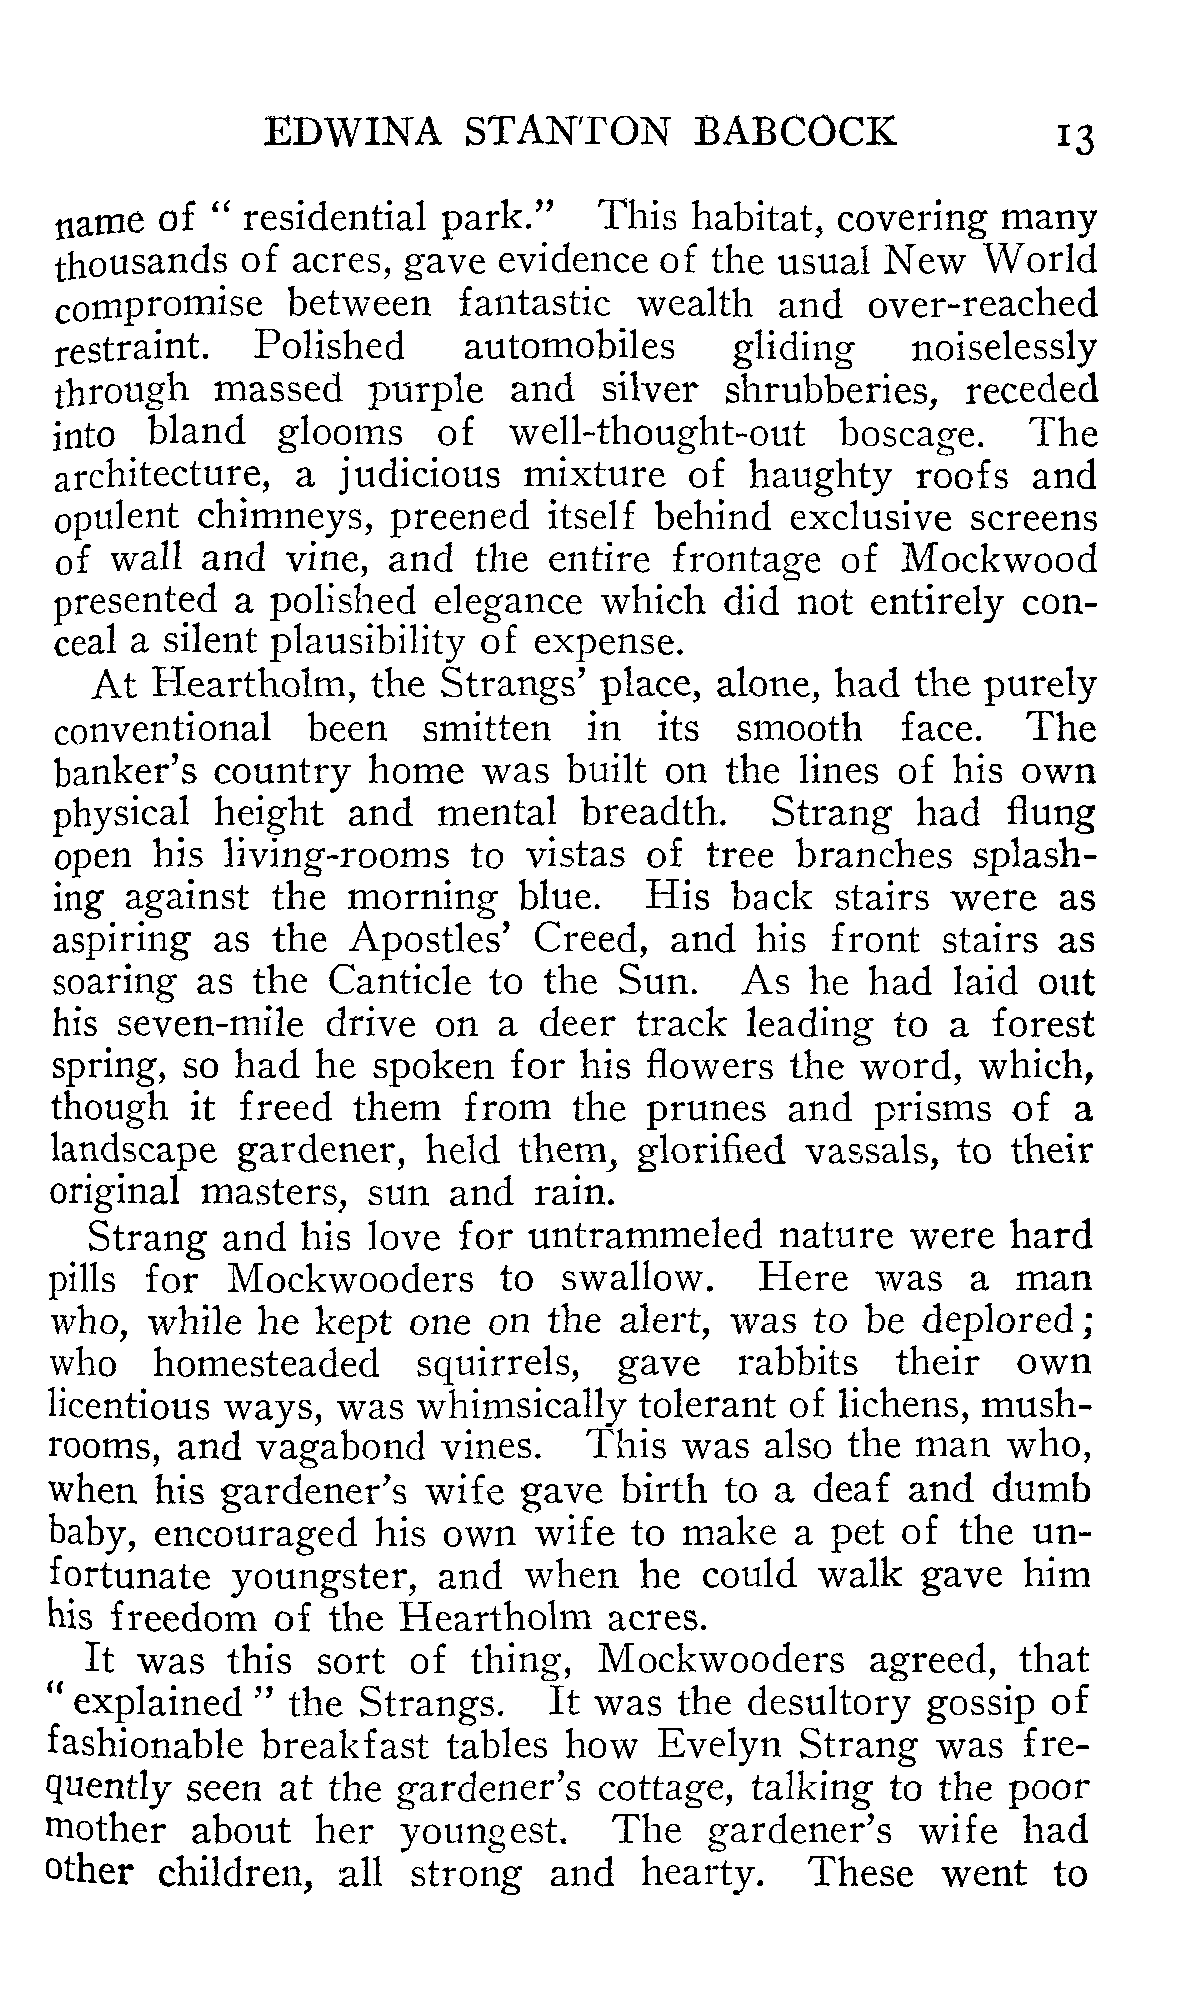 EDWINA STANTON BABCOCK 13
name of " residential park." This habitat, covering many
thousands of acres, gave evidence of the usual New World
compromise between fantastic wealth and over-reached
restraint. Polished automobiles gliding noiselessly
through massed purple and silver shrubberies, receded
into bland glooms of well-thought-out boscage. The
architecture, a judicious mixture of haughty roofs and
opulent chimneys, preened itself behind exclusive screens
of wall and vine, and the entire frontage of Mockwood
presented a polished elegance which did not entirely con-
ceal a silent plausibility of expense.
At Heartholm, the Strangs' place, alone, had the purely
conventional been smitten in its smooth face. The
banker's country home was built on the lines of his own
physical height and mental breadth. Strang had flung
open his living-rooms to vistas of tree branches splash-
ing against the morning blue. His back stairs were as
aspiring as the Apostles' Creed, and his front stairs as
soaring as the Canticle to the Sun. As he had laid out
his seven-mile drive on a deer track leading to a forest
spring, so had he spoken for his flowers the word, which,
though it freed them from the prunes and prisms of a
landscape gardener, held them, glorified vassals, to their
original masters, sun and rain.
Strang and his love for untrammeled nature were hard
pills for Mockwooders to swallow. Here was a man
who, while he kept one on the alert, was to be deplored;
who homesteaded squirrels, gave rabbits their own
licentious ways, was whimsically tolerant of lichens, mush-
rooms, and vagabond vines. This was also the man who,
when his gardener's wife gave birth to a deaf and dumb
baby, encouraged his own wife to make a pet of the un-
fortunate youngster, and when he could walk gave him
his freedom of the Heartholm acres.
It was this sort of thing, Mockwooders agreed, that
" explained " the Strangs. It was the desultory gossip of
fashionable breakfast tables how Evelyn Strang was fre-
quently seen at the gardener's cottage, talking to the poor
mother about her youngest. The gardener's wife had
other children, all strong and hearty. These went to